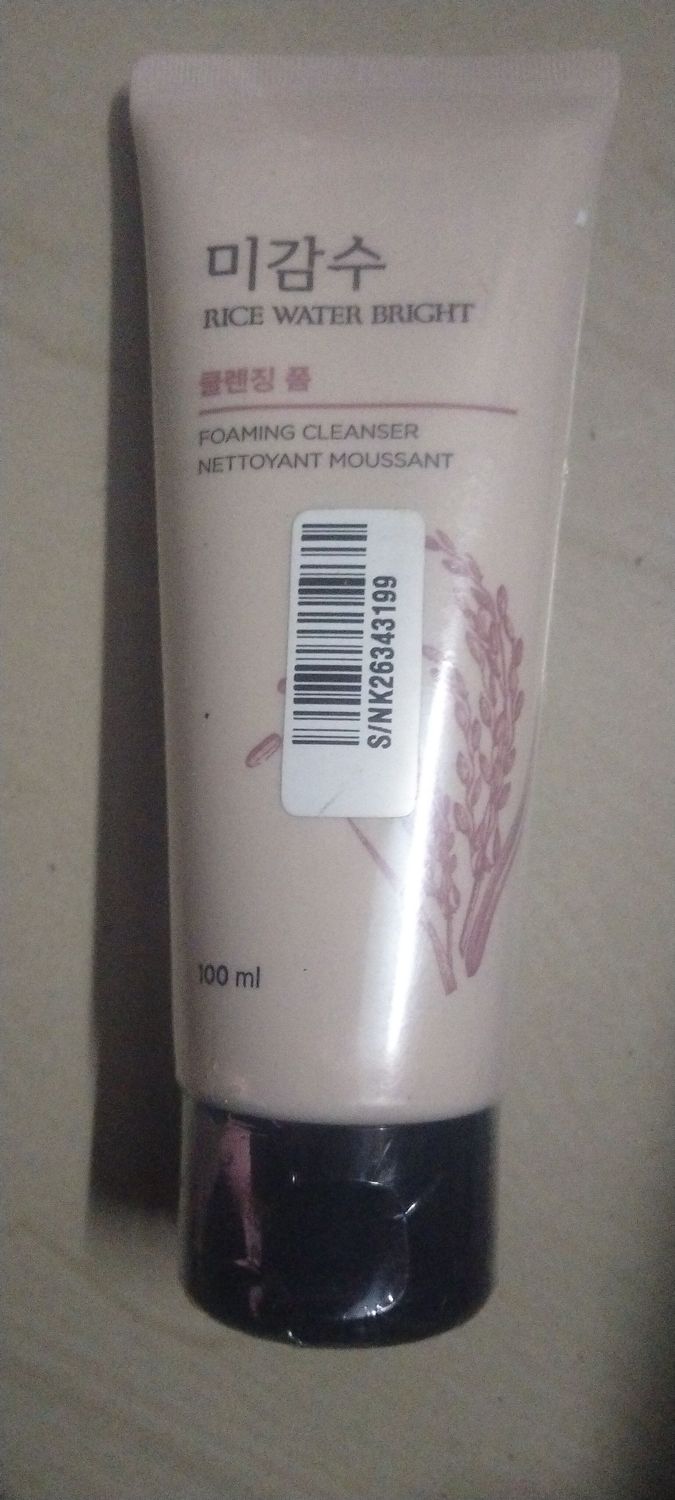 미감수
RICE WATER BRIGHT
클렌징 폼
FOAMING CLEANSER
NETTOYANT MOUSSANT
S/NK26343199
100 ml